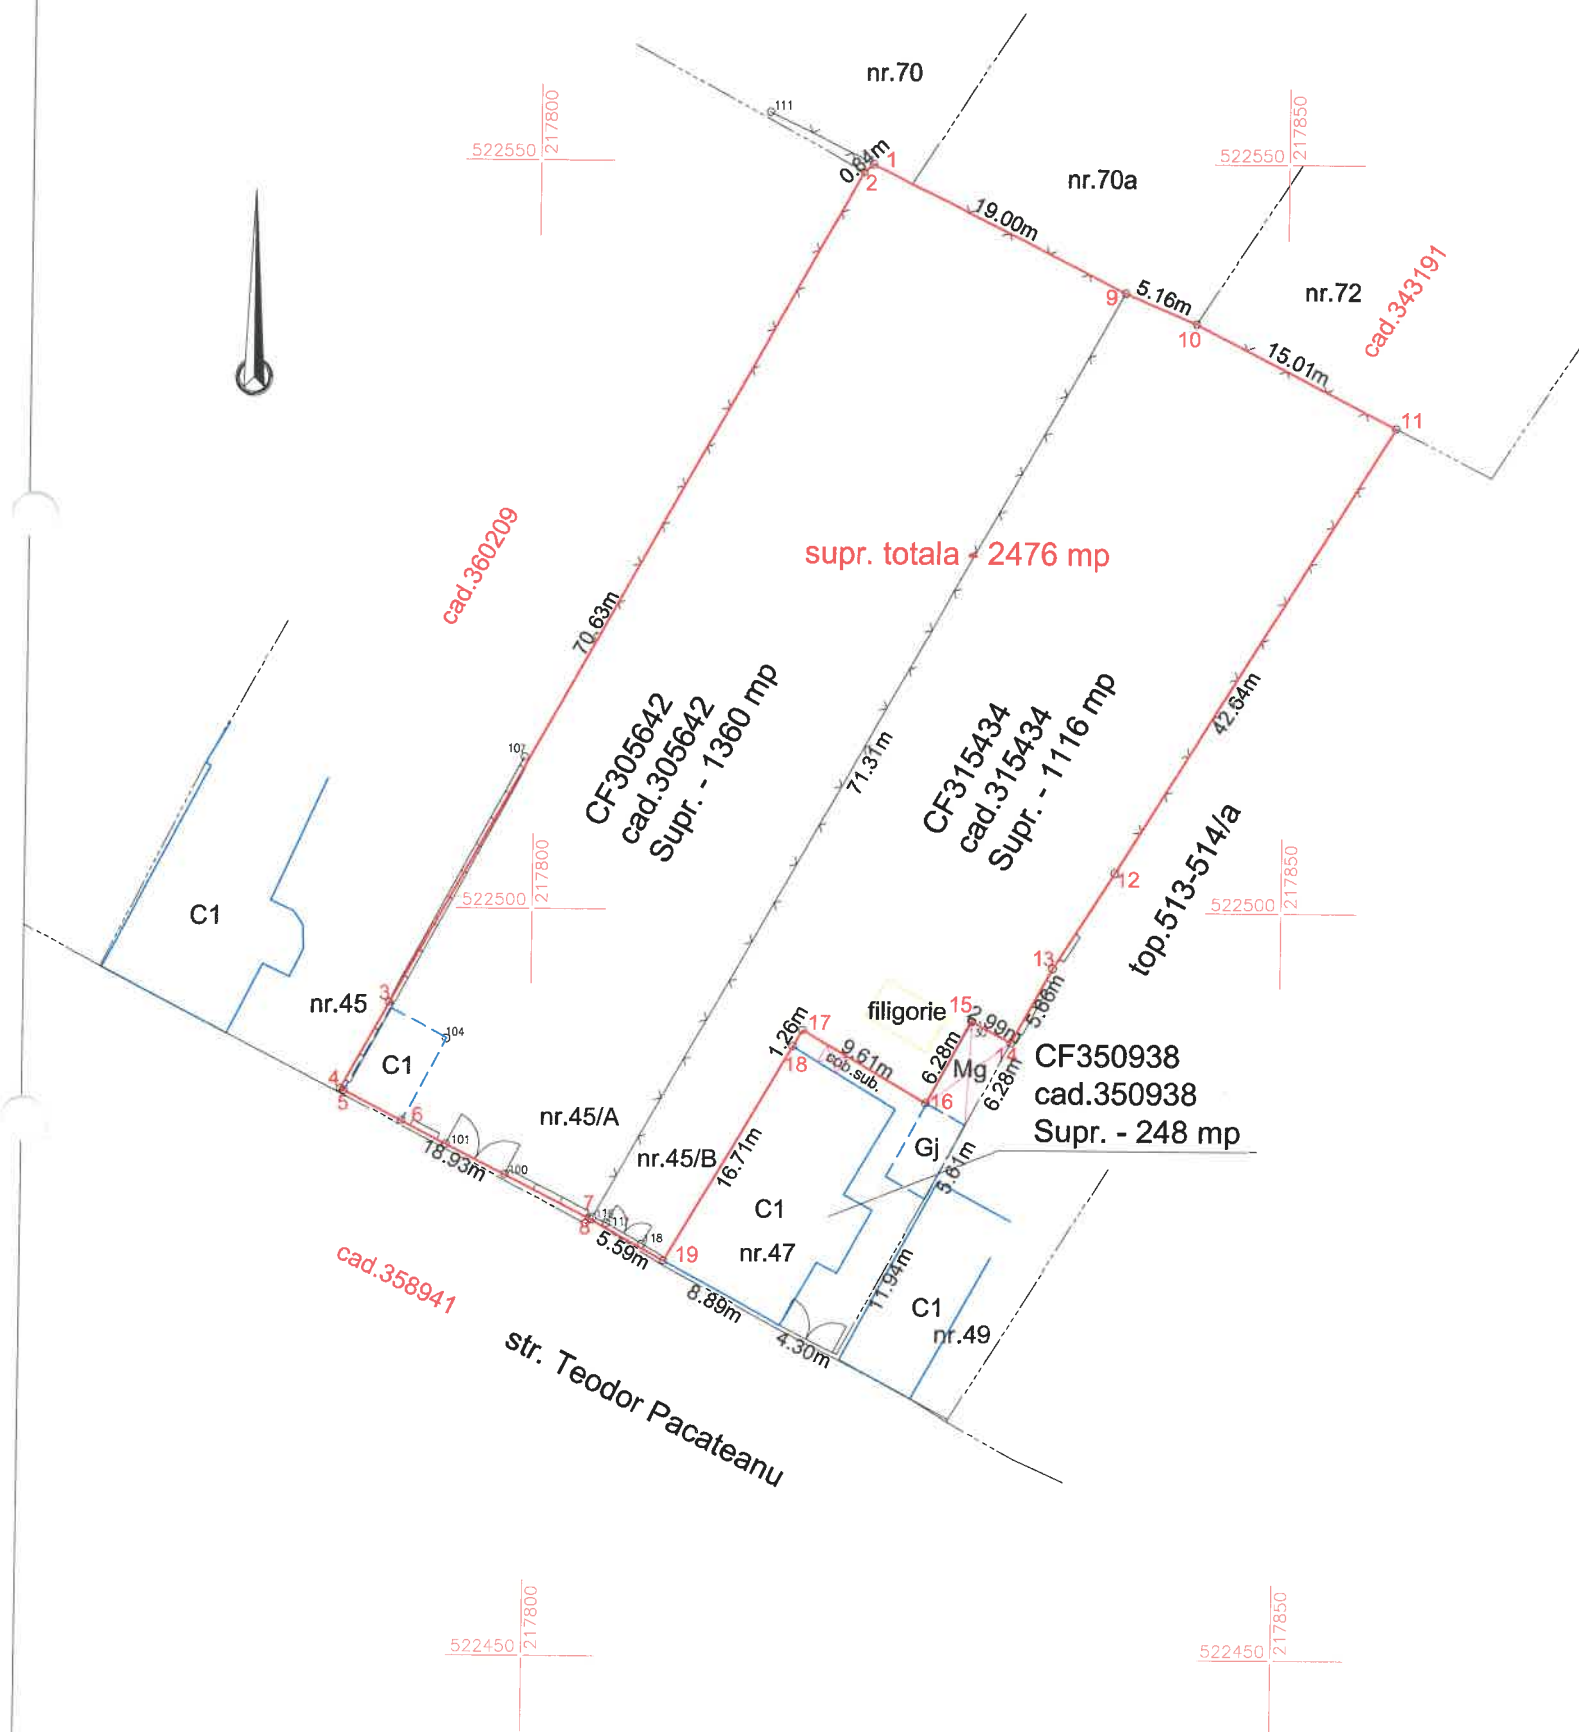 nr.70
111
217800
522550
217850
522550
0.84m
1
2
nr.70a
19.00m
9
5.16m
10
nr.72
cad.343191
15.01m
11
cad.360209
supr. totala - 2476 mp
70.63m
CF305642
cad.305642
Supr. - 1360 mp
CF315434
cad.315434
Supr. - 1116 mp
71.31m
42.64m
107
217800
522500
217850
522500
12
top.513-514/a
C1
13
nr.45
3
104
C1
4
5
6
101
18.93m
100
filigorie
15
2.99m
5.66m
14
17
1.26m
18
9.61m
cob.sub.
6.28m
Mg
6.28m
16
CF350938
cad.350938
Supr. - 248 mp
nr.45/A
nr.45/B
16.71m
Gj
5.61m
7
8
118
5.59m
19
C1
nr.47
8.89m
11.94m
C1
nr.49
4.30m
cad.358941
str. Teodor Pacateanu
217800
522450
217850
522450